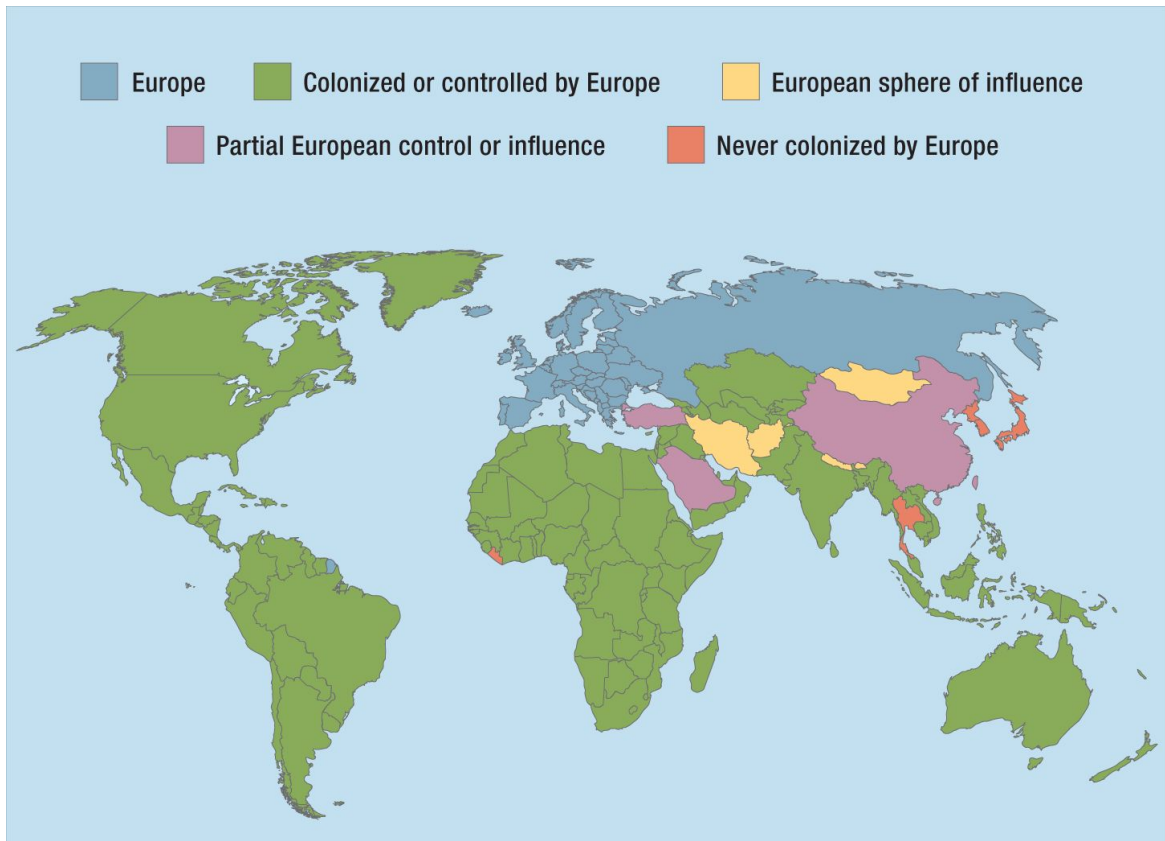 Europe
Colonized or controlled by Europe
European sphere of influence
Partial European control or influence
Never colonized by Europe